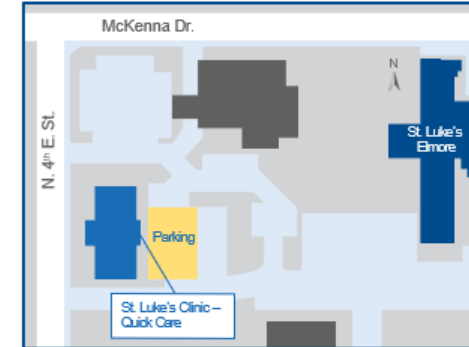 McKenna Dr.
N. 4th E. St.
N
St. Luke's
Elmore
Parking
St. Luke's Clinic –
Quick Care